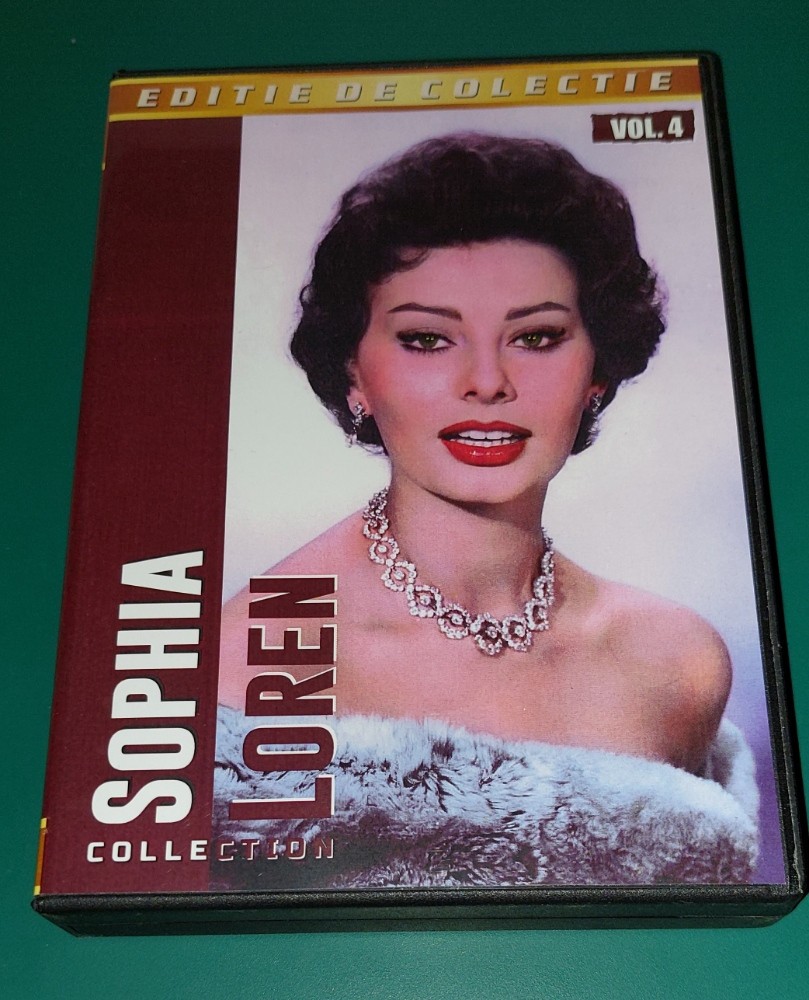 EDITIE DE COLECTIE
VOL. 4
SOPHIA
LOREN
COLLECTION